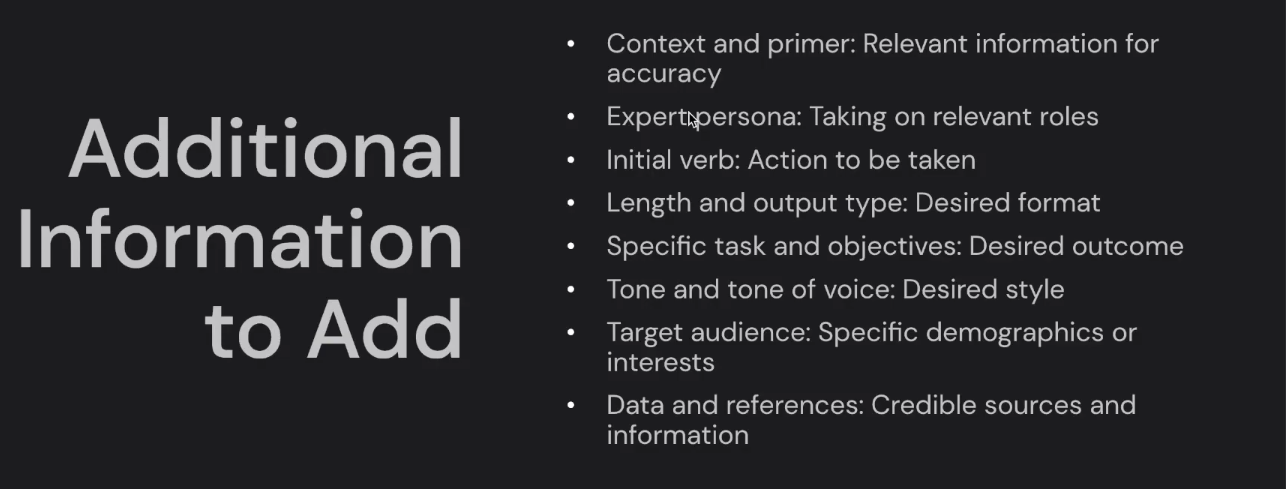 Additional
Information
to Add
• Context and primer: Relevant information for
accuracy
• Expert persona: Taking on relevant roles
• Initial verb: Action to be taken
• Length and output type: Desired format
• Specific task and objectives: Desired outcome
• Tone and tone of voice: Desired style
• Target audience: Specific demographics or
interests
• Data and references: Credible sources and
information